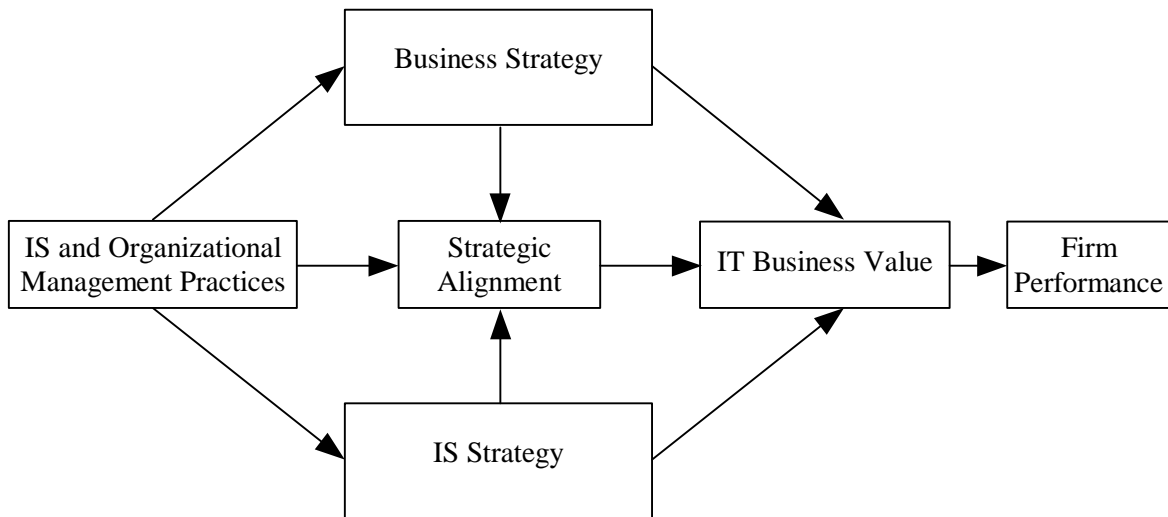 Business Strategy
IS and Organizational
Management Practices
Strategic
Alignment
IT Business Value
Firm
Performance
IS Strategy